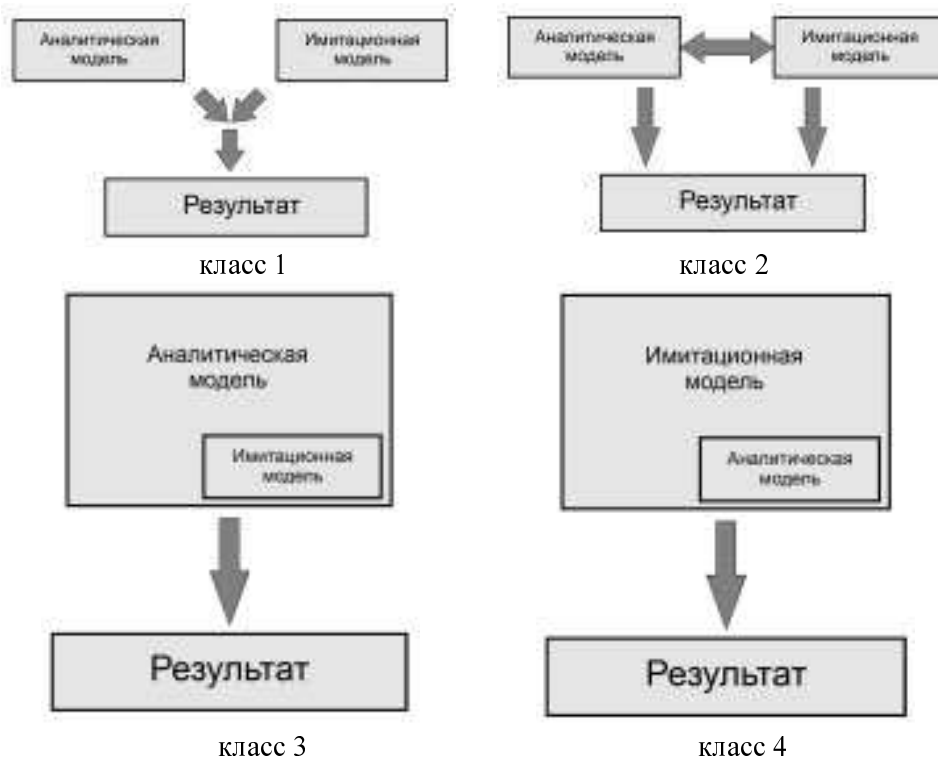 Аналитическая
модель
Имитационная
модель
Результат
класс 1
Аналитическая
модель
Имитационная
модель
Результат
класс 2
Аналитическая
модель
Имитационная
модель
Результат
класс 3
Имитационная
модель
Аналитическая
модель
Результат
класс 4